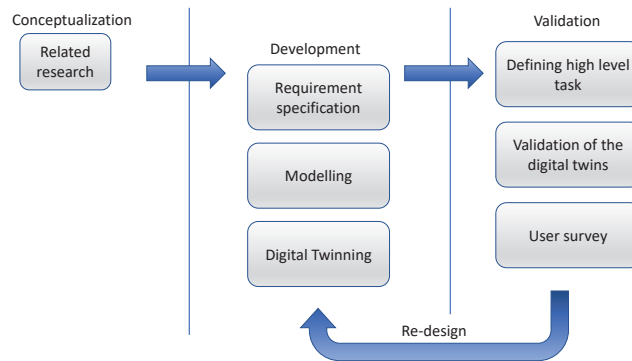 Conceptualization
Related
research
Development
Requirement
specification
Modelling
Digital Twinning
Validation
Defining high level
task
Validation of the
digital twins
User survey
Re-design